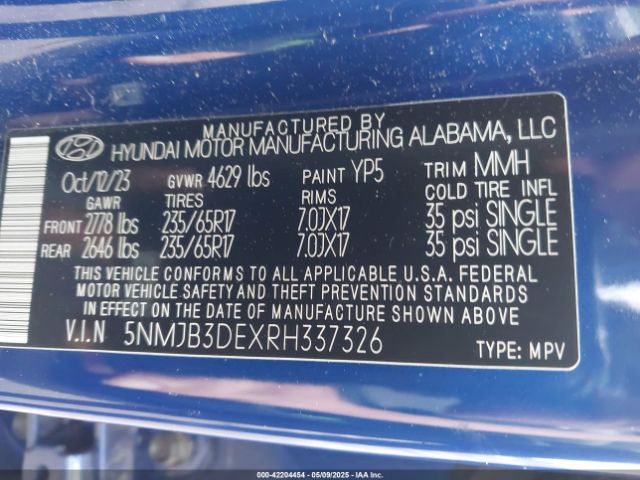 MANUFACTURED BY
HYUNDAI MOTOR MANUFACTURING ALABAMA, LLC
Oct/12/23 GVWR 4629 lbs PAINT YP5 TRIM MMH
GAWR TIRES RIMS COLD TIRE INFL
FRONT 2778 lbs 235/65R17 7.0JX17 35 psi SINGLE
REAR 2646 lbs 235/65R17 7.0JX17 35 psi SINGLE
THIS VEHICLE CONFORMS TO ALL APPLICABLE U.S.A. FEDERAL
MOTOR VEHICLE SAFETY AND THEFT PREVENTION STANDARDS
IN EFFECT ON THE DATE OF MANUFACTURE SHOWN ABOVE.
V.I.N 5NMJB3DEXRH337326 TYPE: MPV
000-42204454 - 05/09/2025 - IAAI.com